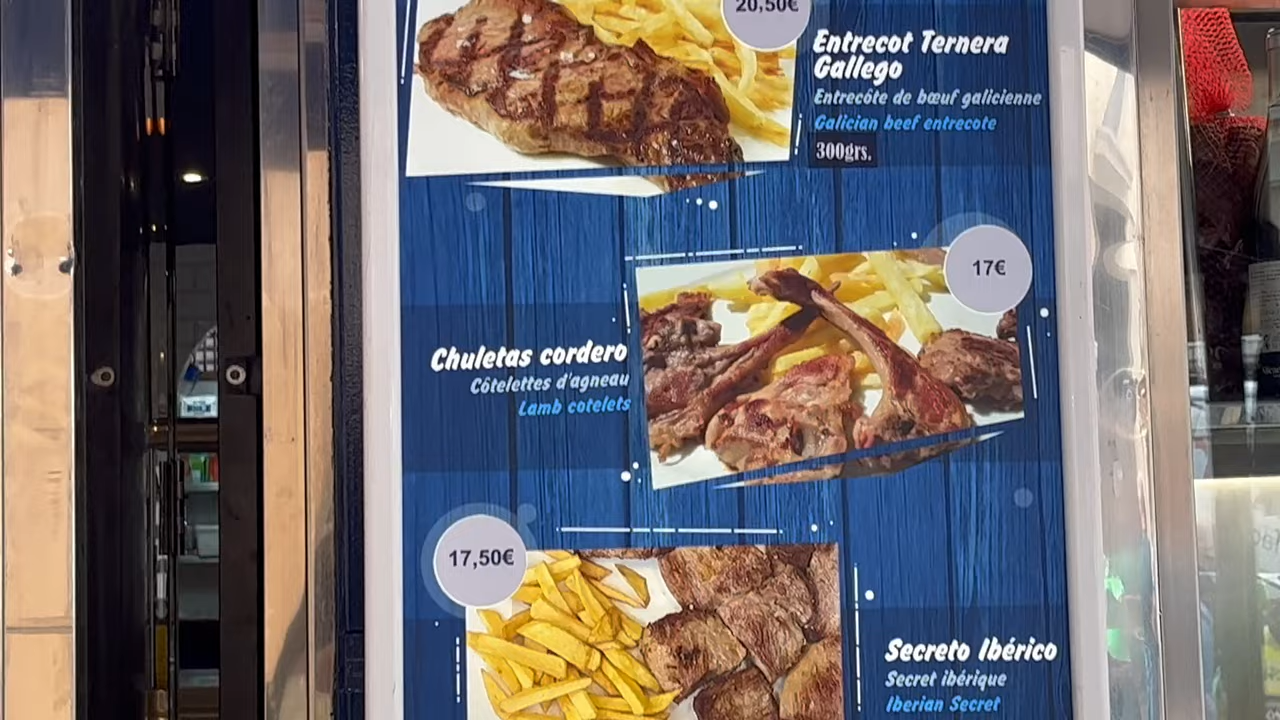 20,50€
Entrecot Ternera
Gallego
Entrecôte de bœuf galicienne
Galician beef entrecote
300grs.
17€
Chuletas cordero
Côtelettes d'agneau
Lamb cotelets
17,50€
Secreto Ibérico
Secret ibérique
Iberian Secret